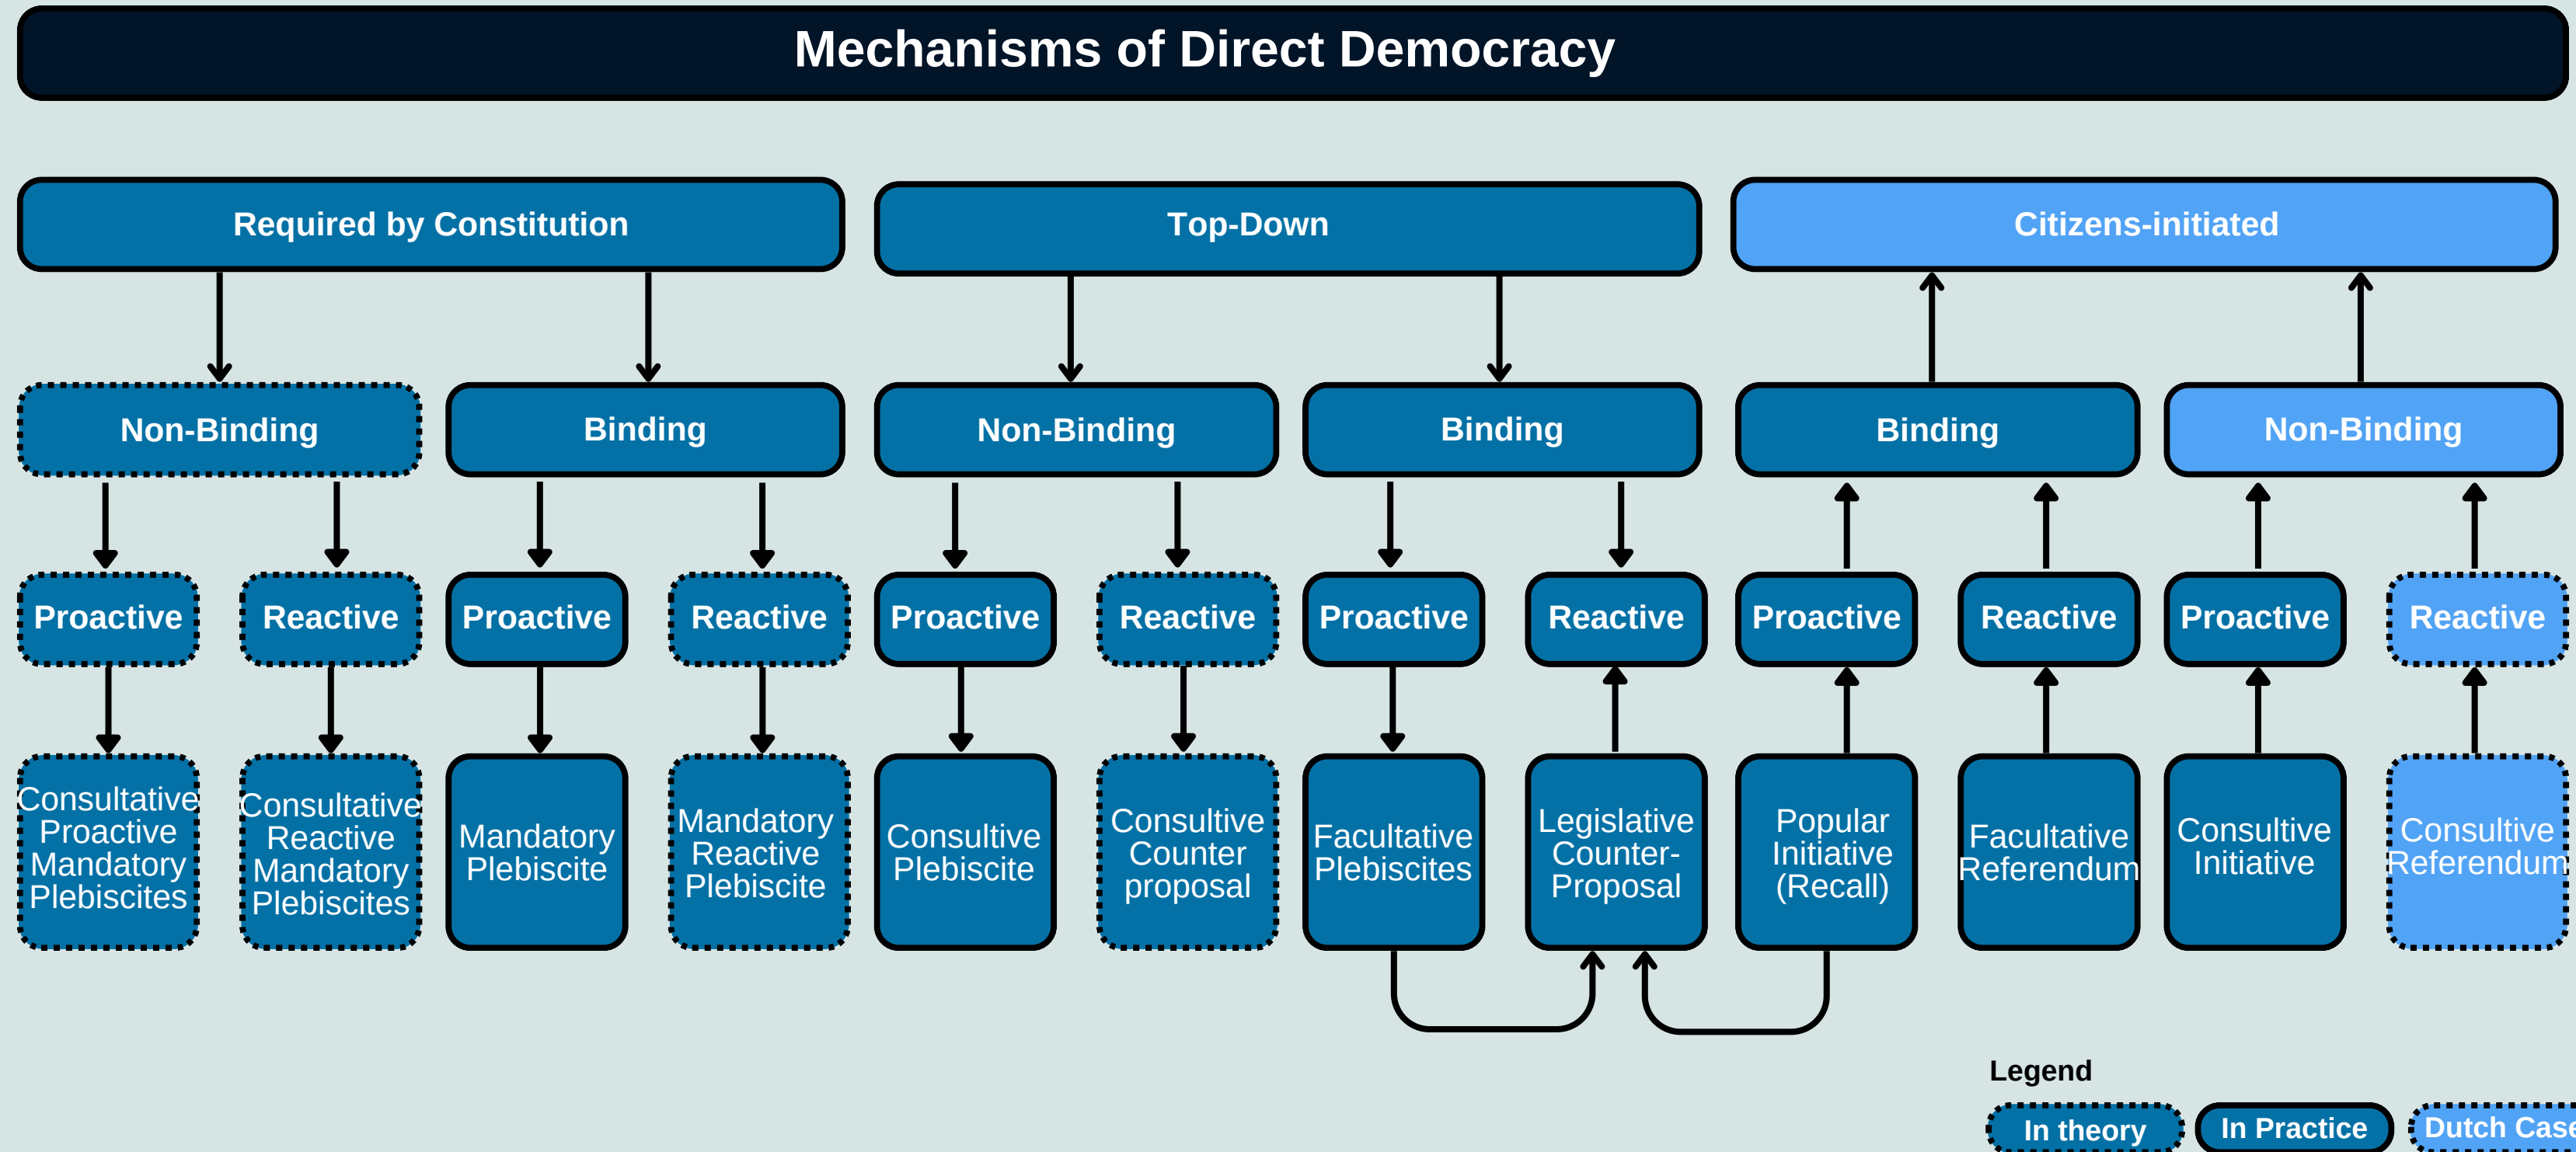 Mechanisms of Direct Democracy
Required by Constitution
Top-Down
Citizens-initiated
Non-Binding
Binding
Non-Binding
Binding
Binding
Non-Binding
Proactive
Reactive
Proactive
Reactive
Proactive
Reactive
Proactive
Reactive
Proactive
Reactive
Proactive
Reactive
Consultative
Proactive
Mandatory
Plebiscites
Consultative
Reactive
Mandatory
Plebiscites
Mandatory
Plebiscite
Mandatory
Reactive
Plebiscite
Consultive
Plebiscite
Consultive
Counter
proposal
Facultative
Plebiscites
Legislative
Counter-
Proposal
Popular
Initiative
(Recall)
Facultative
Referendum
Consultive
Initiative
Consultive
Referendum
Legend
In theory
In Practice
Dutch Case